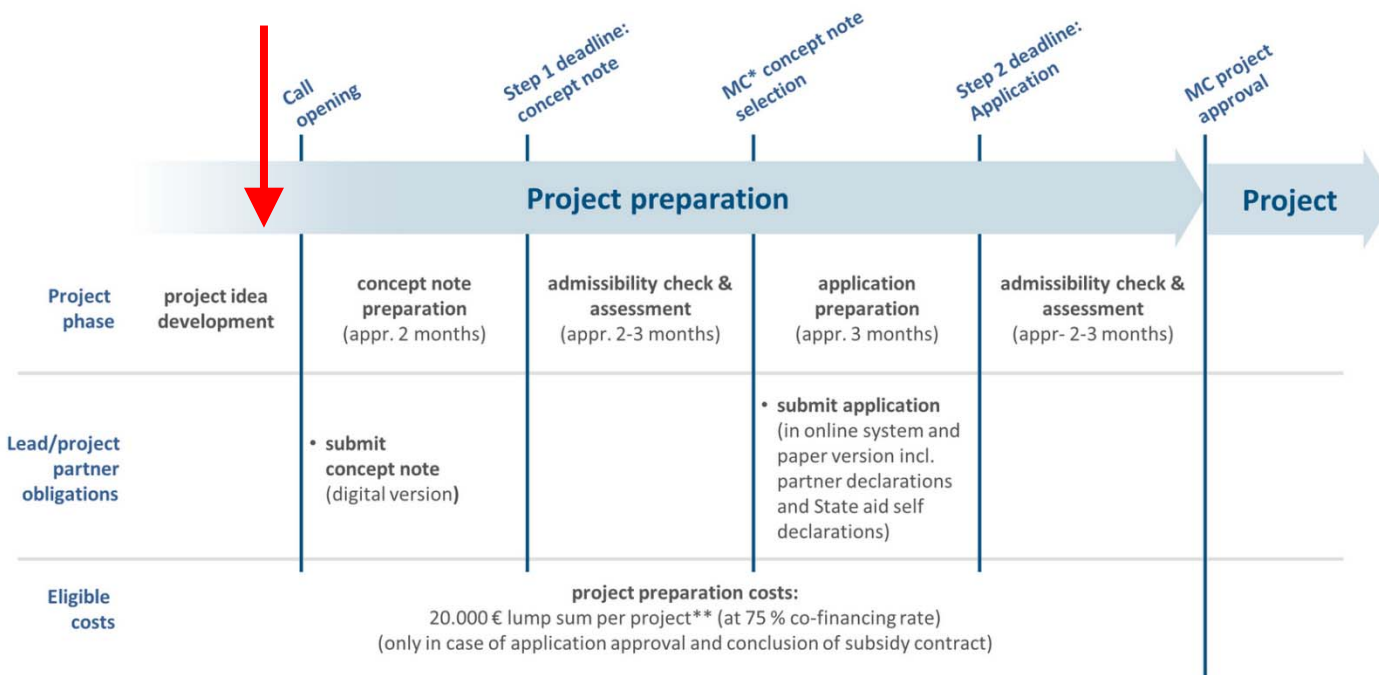 Call
opening
Step 1 deadline:
concept note
MC* concept note
selection
Step 2 deadline:
Application
MC project
approval
Project preparation
Project
Project
phase
project idea
development
concept note
preparation
(appr. 2 months)
admissibility check &
assessment
(appr. 2-3 months)
application
preparation
(appr. 3 months)
admissibility check &
assessment
(appr- 2-3 months)
Lead/project
partner
obligations
• submit
concept note
(digital version)
• submit application
(in online system and
paper version incl.
partner declarations
and State aid self
declarations)
Eligible
costs
project preparation costs:
20.000 € lump sum per project** (at 75 % co-financing rate)
(only in case of application approval and conclusion of subsidy contract)